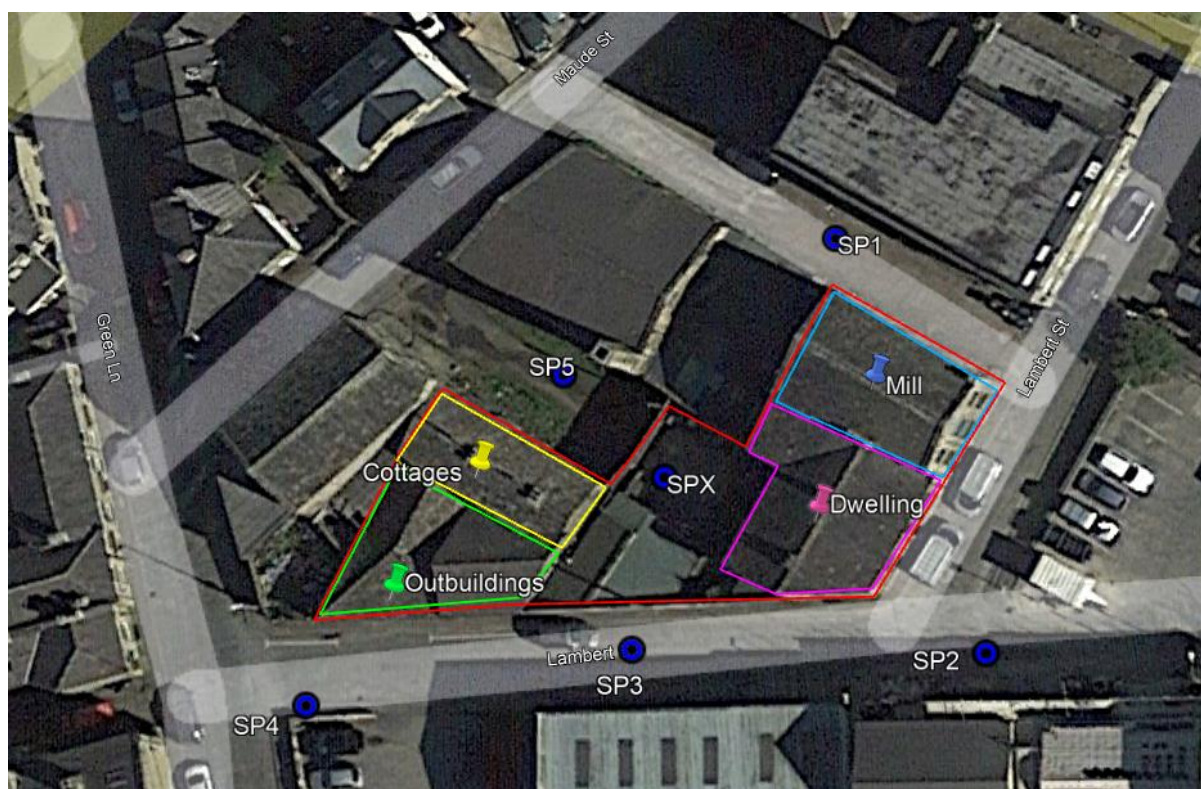 Maude St
SP1
Green Ln
Lambert St
SP5
Mill
Cottages
SPX
Dwelling
Outbuildings
Lambert
SP2
SP3
SP4